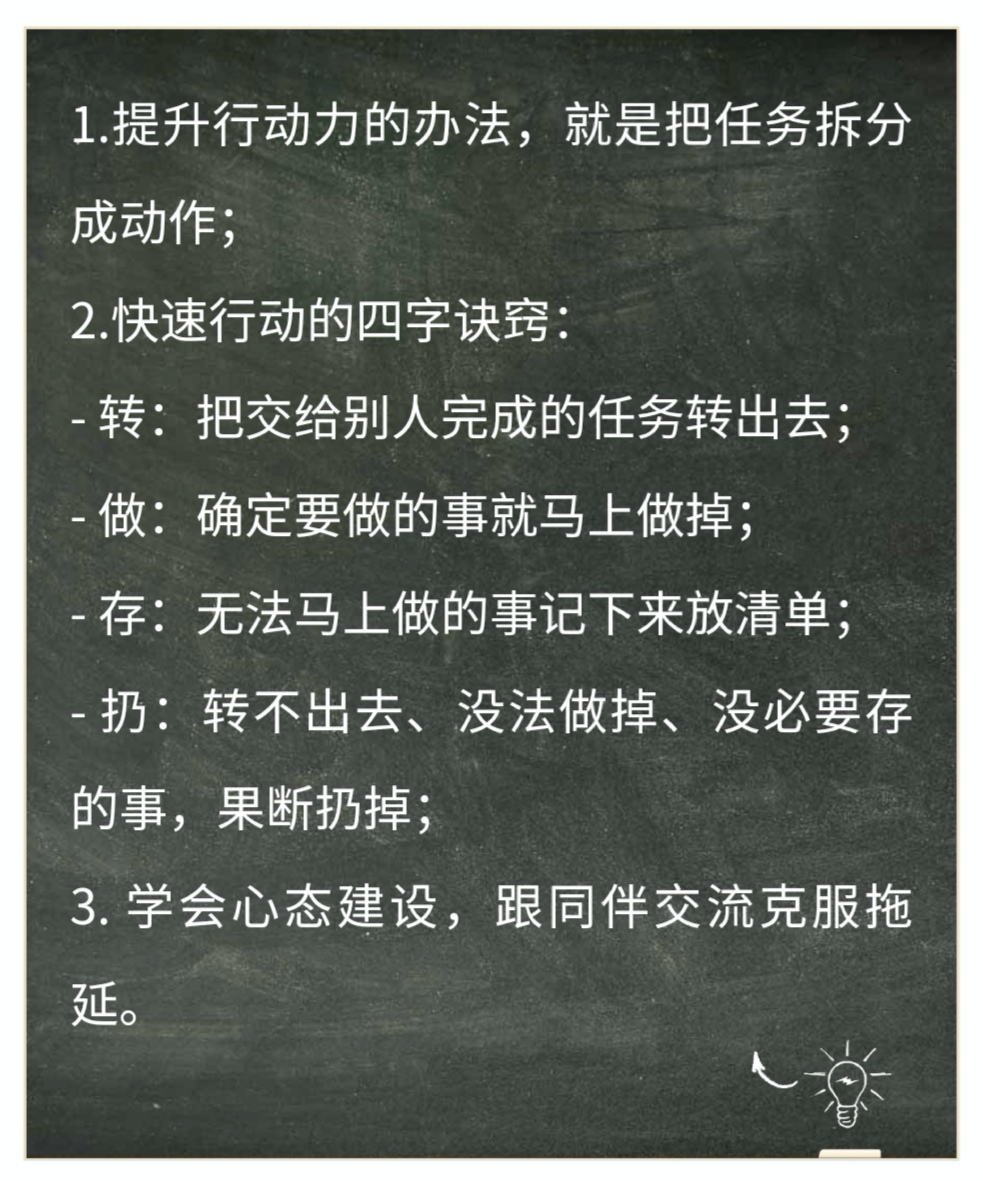 1.提升行动力的办法，就是把任务拆分
成动作；
2.快速行动的四字诀窍：
- 转：把交给别人完成的任务转出去；
- 做：确定要做的事就马上做掉；
- 存：无法马上做的事记下来放清单；
- 扔：转不出去、没法做掉、没必要存
的事，果断扔掉；
3. 学会心态建设，跟同伴交流克服拖
延。